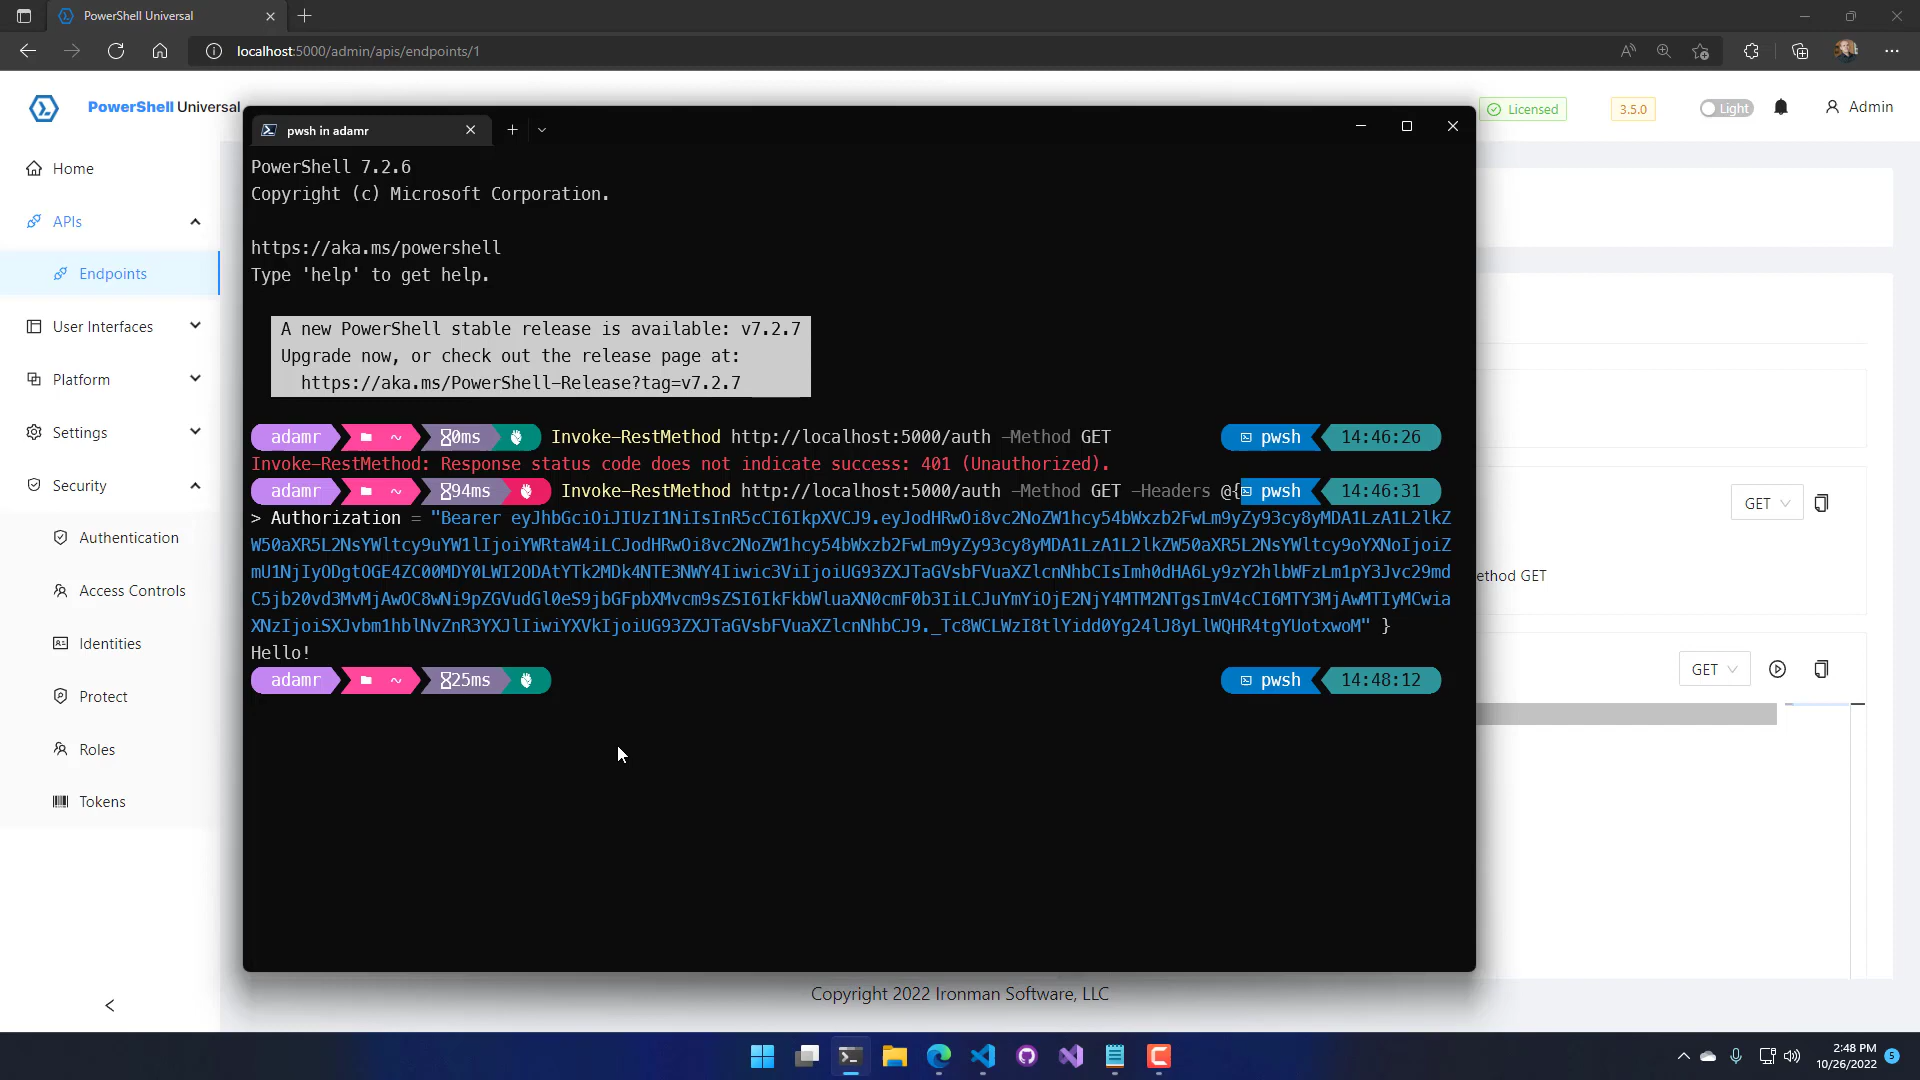 PowerShell Universal
localhost:5000/admin/apis/endpoints/1
PowerShell Universal
Licensed
3.5.0
Light
Admin
Home
APIs
Endpoints
User Interfaces
Platform
Settings
Security
Authentication
Access Controls
Identities
Protect
Roles
Tokens
pwsh in adamr
PowerShell 7.2.6
Copyright (c) Microsoft Corporation.
https://aka.ms/powershell
Type 'help' to get help.
A new PowerShell stable release is available: v7.2.7
Upgrade now, or check out the release page at:
https://aka.ms/PowerShell-Release?tag=v7.2.7
adamr ~ 0ms Invoke-RestMethod http://localhost:5000/auth -Method GET pwsh 14:46:26
Invoke-RestMethod: Response status code does not indicate success: 401 (Unauthorized).
adamr ~ 94ms Invoke-RestMethod http://localhost:5000/auth -Method GET -Headers @{ pwsh 14:46:31
> Authorization = "Bearer eyJhbGciOiJIUzI1NiIsInR5cCI6IkpXVCJ9.eyJodHRwOi8vc2NoZW1hcy54bWxzb2FwLm9yZy93cy8yMDA1LzA1L2lkZ
W50aXR5L2NsYWltcy9uYW1lIjoiYWRtaW4iLCJodHRwOi8vc2NoZW1hcy54bWxzb2FwLm9yZy93cy8yMDA1LzA1L2lkZW50aXR5L2NsYWltcy9oYXNoIjoiZ
mU1NjIyODgtOGE4ZC00MDY0LWI2ODAtYTk2MDk4NTE3NWY4Iiwic3ViIjoiUG93ZXJTaGVsbFVuaXZlcnNhbCIsImh0dHA6Ly9zY2hlbWFzLm1pY3Jvc29md
C5jb20vd3MvMjAwOC8wNi9pZGVudGl0eS9jbGFpbXMvcm9sZSI6IkFkbWluaXN0cmF0b3IiLCJuYmYiOjE2NjY4MTM2NTgsImV4cCI6MTY3MjAwMTIyMCwia
XNzIjoiSXJvbm1hblNvZnR3YXJlIiwiYXVkIjoiUG93ZXJTaGVsbFVuaXZlcnNhbCJ9._Tc8WCLWzI8tlYidd0Yg24lJ8yLlWQHR4tgYUotxwoM" }
Hello!
adamr ~ 25ms pwsh 14:48:12
GET
ethod GET
GET
Copyright 2022 Ironman Software, LLC
2:48 PM
10/26/2022
5